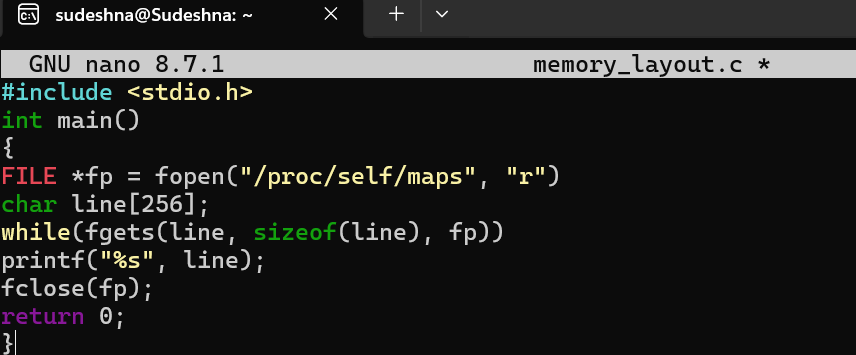 sudeshna@Sudeshna: ~
GNU nano 8.7.1 memory_layout.c *
#include <stdio.h>
int main()
{
FILE *fp = fopen("/proc/self/maps", "r")
char line[256];
while(fgets(line, sizeof(line), fp))
printf("%s", line);
fclose(fp);
return 0;
}